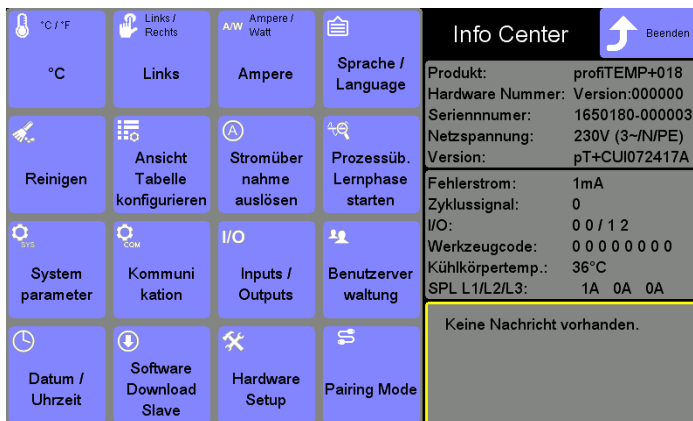 °C / °F
°C
Links /
Rechts
Links
A/W
Ampere /
Watt
Ampere
Sprache /
Language
Reinigen
Ansicht
Tabelle
konfigurieren
A
Stromüber
nahme
auslösen
Prozessüb.
Lernphase
starten
SYS
System
parameter
COM
Kommuni
kation
I/O
Inputs /
Outputs
Benutzerver
waltung
Datum /
Uhrzeit
Software
Download
Slave
Hardware
Setup
Pairing Mode
Info Center
Beenden
Produkt: profiTEMP+018
Hardware Nummer: Version:000000
Seriennnumer: 1650180-000003
Netzspannung: 230V (3~/N/PE)
Version: pT+CUI072417A
Fehlerstrom: 1mA
Zyklussignal: 0
I/O: 0 0 / 1 2
Werkzeugcode: 0 0 0 0 0 0 0 0
Kühlkörpertemp.: 36°C
SPL L1/L2/L3: 1A 0A 0A
Keine Nachricht vorhanden.